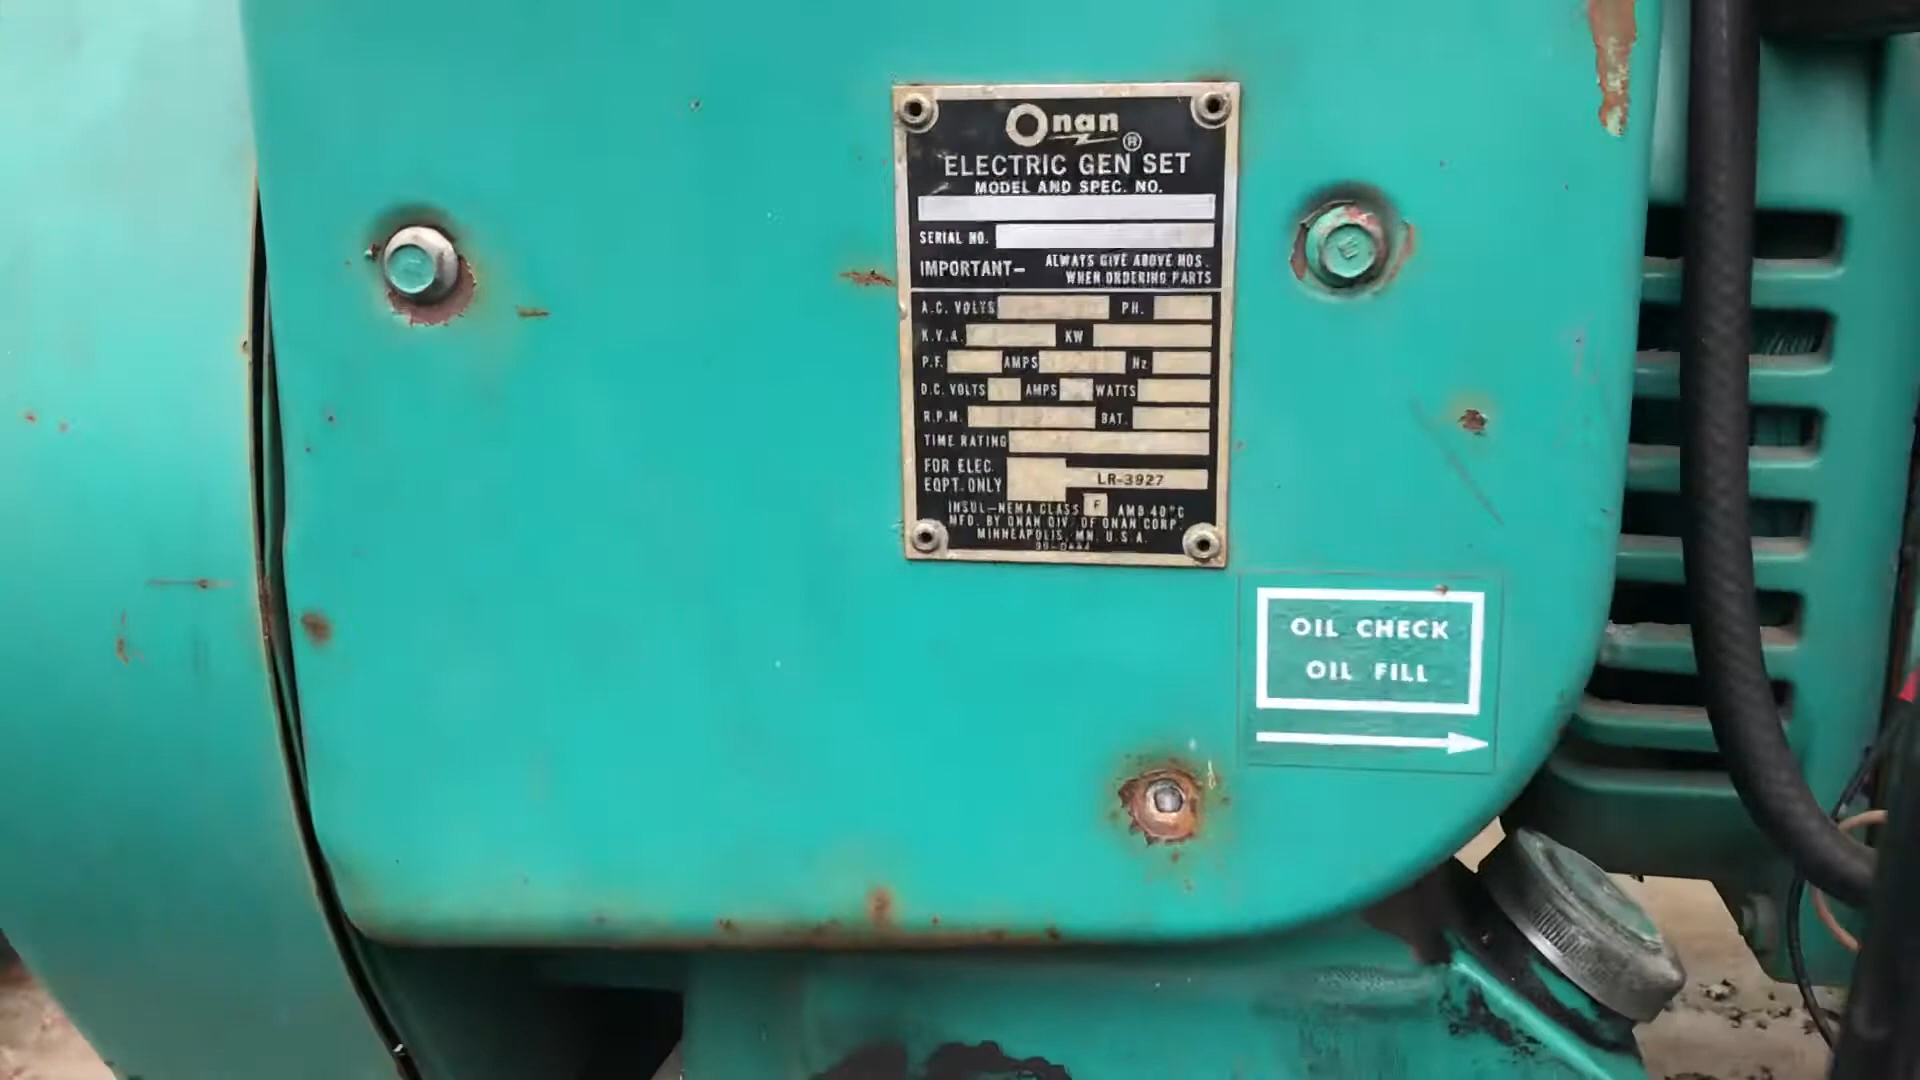 Onan ®
ELECTRIC GEN SET
MODEL AND SPEC. NO.
SERIAL NO.
IMPORTANT- ALWAYS GIVE ABOVE NOS.
WHEN ORDERING PARTS
A.C. VOLTS PH.
K.V.A. KW
P.F. AMPS Hz
D.C. VOLTS AMPS WATTS
R.P.M. BAT.
TIME RATING
FOR ELEC.
EQPT. ONLY LR-3927
INSUL-NEMA CLASS F AMB 40°C
MFD. BY ONAN DIV. OF ONAN CORP.
MINNEAPOLIS, MN. U.S.A.
OIL CHECK
OIL FILL